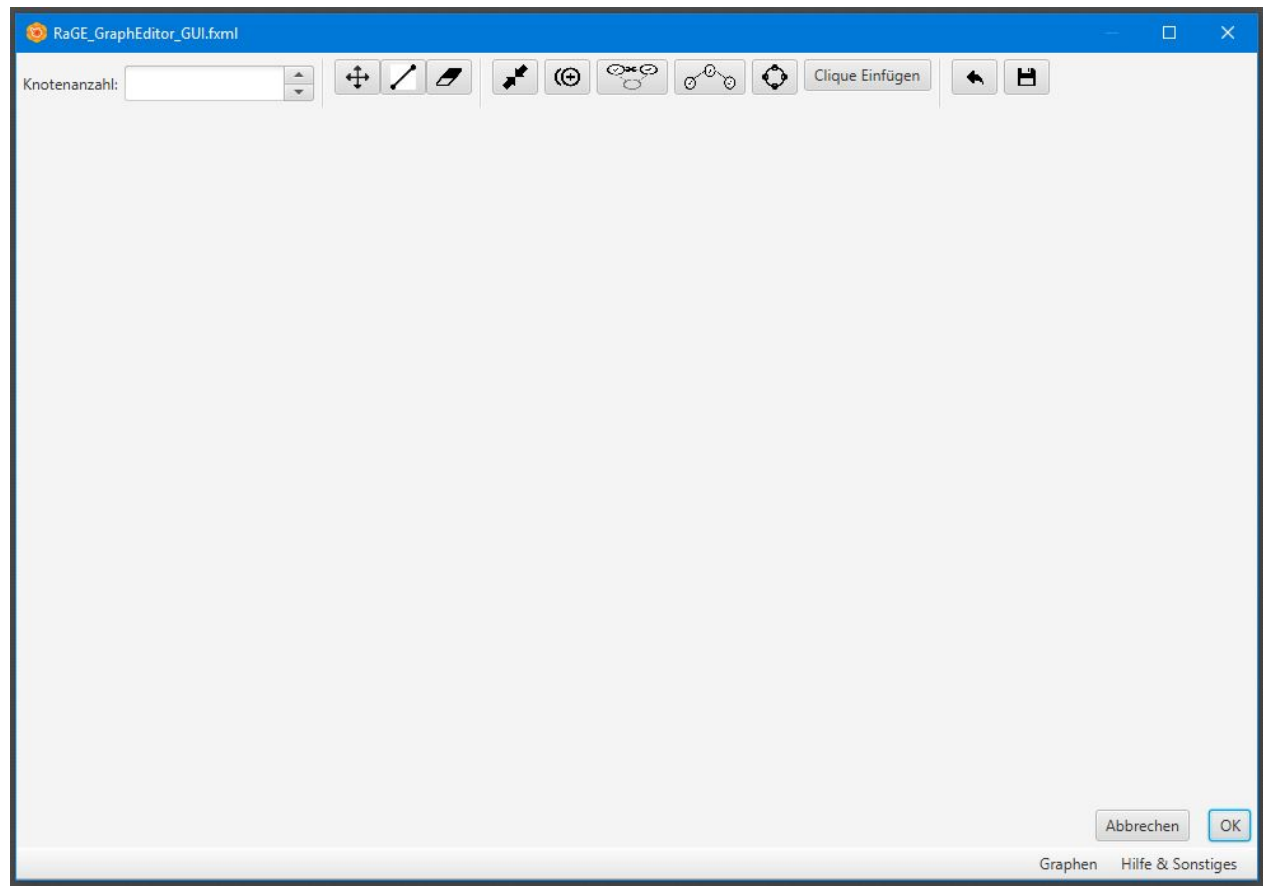 RaGE_GraphEditor_GUI.fxml
Knotenanzahl:
Clique Einfügen
Abbrechen OK
Graphen Hilfe & Sonstiges